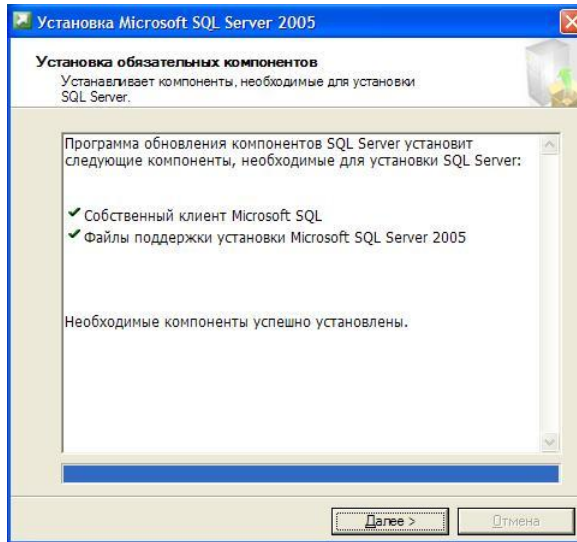 Установка Microsoft SQL Server 2005
Установка обязательных компонентов
Устанавливает компоненты, необходимые для установки
SQL Server.
Программа обновления компонентов SQL Server установит
следующие компоненты, необходимые для установки SQL Server:
Собственный клиент Microsoft SQL
Файлы поддержки установки Microsoft SQL Server 2005
Необходимые компоненты успешно установлены.
Далее >
Отмена